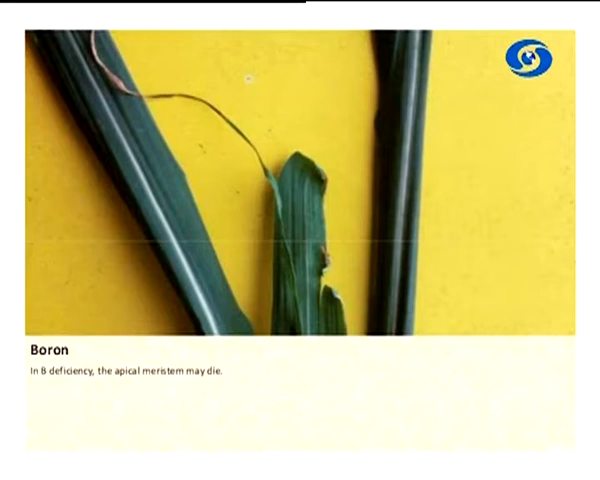 Boron
In B deficiency, the apical meristem may die.